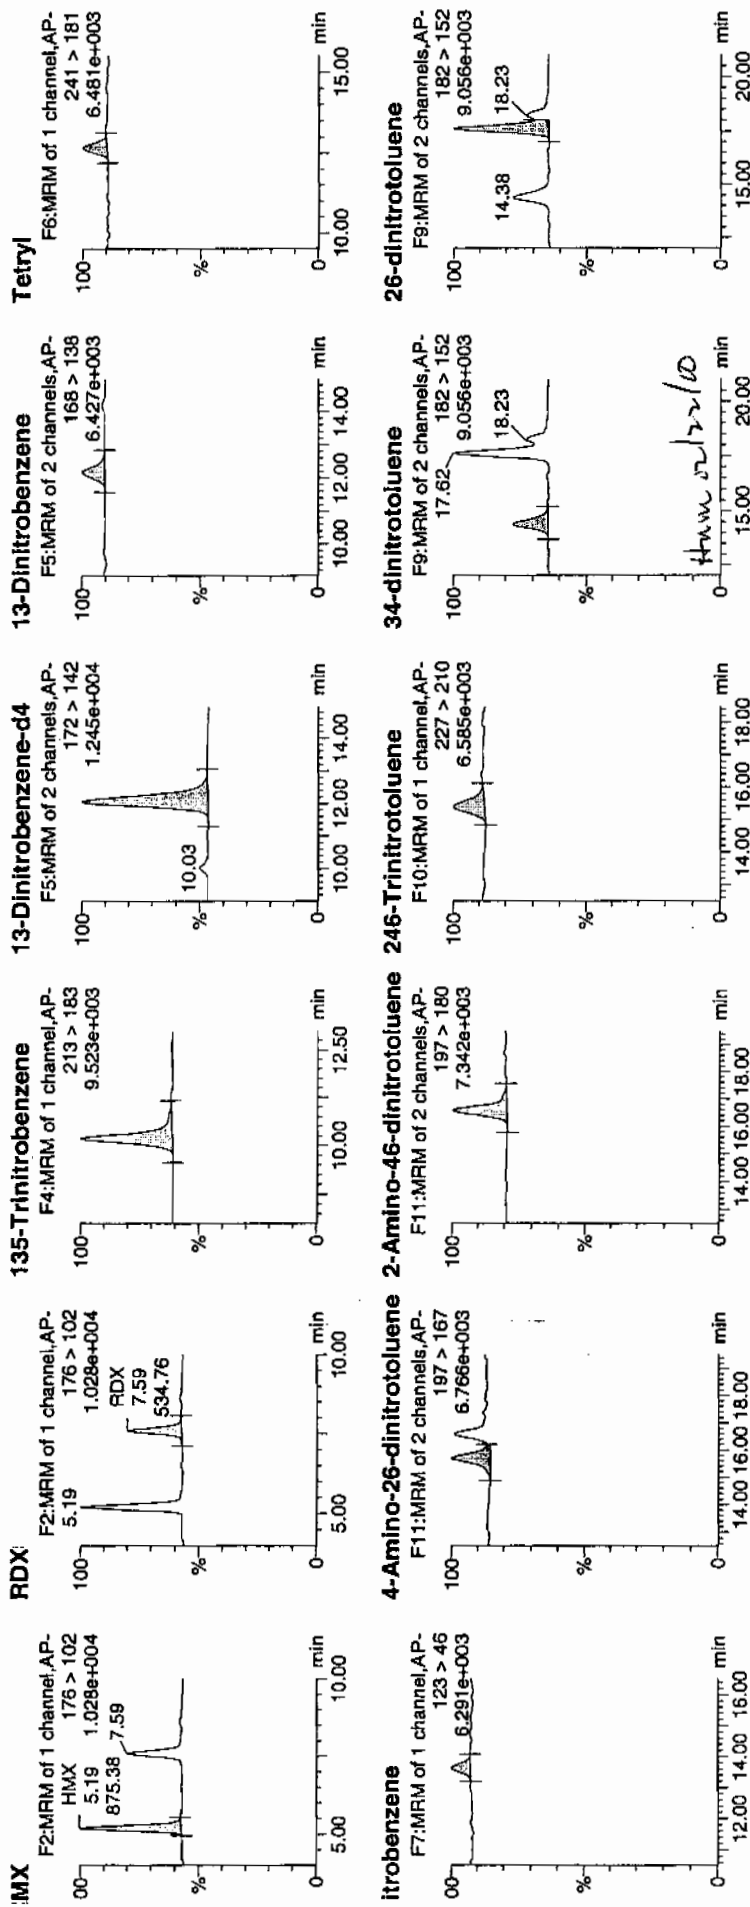 :MX
F2:MRM of 1 channel,AP-
HMX 176 > 102
5.19 1.028e+004
875.38
7.59
00
%
0
5.00 10.00 min
RDX
F2:MRM of 1 channel,AP-
5.19 176 > 102
1.028e+004
RDX
7.59
534.76
100
%
0
5.00 10.00 min
135-Trinitrobenzene
F4:MRM of 1 channel,AP-
213 > 183
9.523e+003
100
%
0
10.00 12.50 min
13-Dinitrobenzene-d4
F5:MRM of 2 channels,AP-
172 > 142
1.245e+004
10.03
100
%
0
10.00 12.00 14.00 min
13-Dinitrobenzene
F5:MRM of 2 channels,AP-
168 > 138
6.427e+003
100
%
0
10.00 12.00 14.00 min
Tetryl
F6:MRM of 1 channel,AP-
241 > 181
6.481e+003
100
%
0
10.00 15.00 min
itrobenzene
F7:MRM of 1 channel,AP-
123 > 46
6.291e+003
00
%
0
12.00 14.00 16.00 min
4-Amino-26-dinitrotoluene
F11:MRM of 2 channels,AP-
197 > 167
6.766e+003
100
%
0
14.00 16.00 18.00 min
2-Amino-46-dinitrotoluene
F11:MRM of 2 channels,AP-
197 > 180
7.342e+003
100
%
0
14.00 16.00 18.00 min
246-Trinitrotoluene
F10:MRM of 1 channel,AP-
227 > 210
6.585e+003
100
%
0
14.00 16.00 18.00 min
34-dinitrotoluene
F9:MRM of 2 channels,AP-
182 > 152
17.62 9.056e+003
18.23
100
%
0
15.00 20.00 min
02/22/10
26-dinitrotoluene
F9:MRM of 2 channels,AP-
182 > 152
9.056e+003
18.23
14.38
100
%
0
15.00 20.00 min